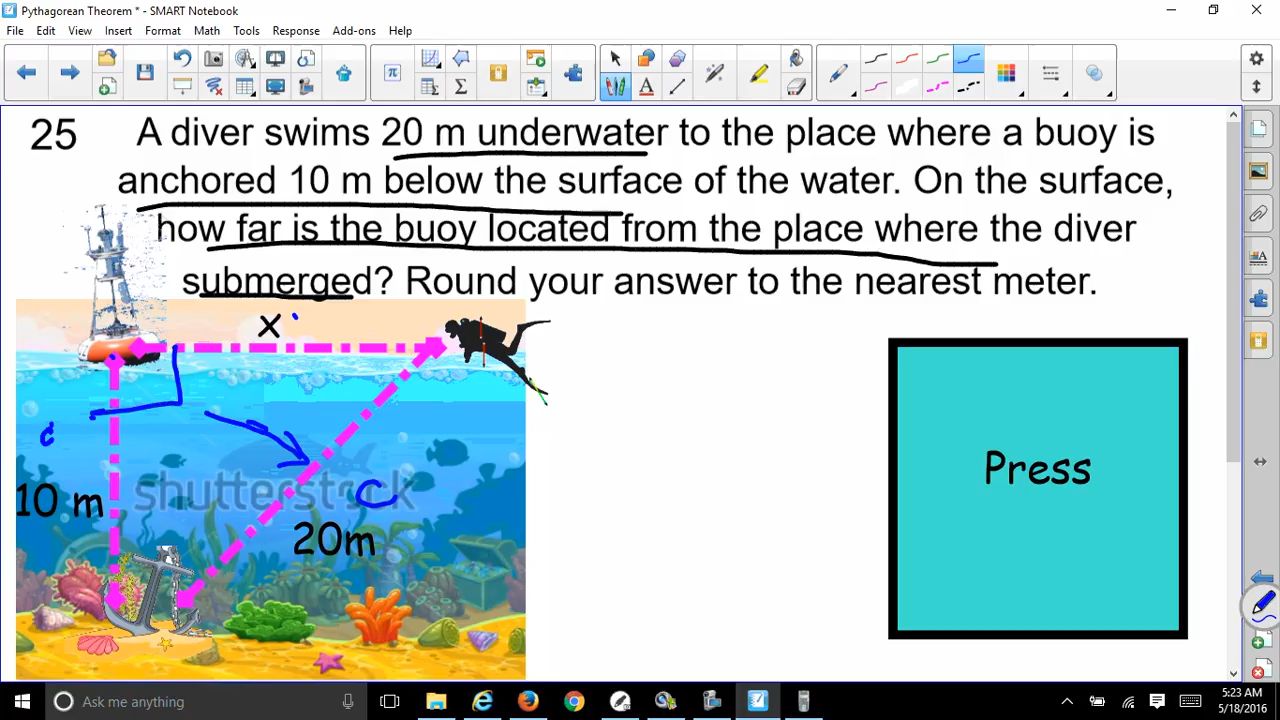 Pythagorean Theorem * - SMART Notebook
File Edit View Insert Format Math Tools Response Add-ons Help
25 A diver swims 20 m underwater to the place where a buoy is
anchored 10 m below the surface of the water. On the surface,
how far is the buoy located from the place where the diver
submerged? Round your answer to the nearest meter.
x
10 m
shutterstock
C
20m
Press
Ask me anything
5:23 AM
5/18/2016